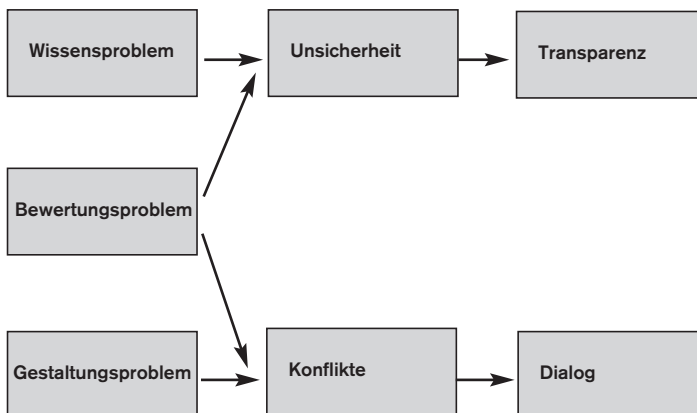 Wissensproblem
Unsicherheit
Transparenz
Bewertungsproblem
Gestaltungsproblem
Konflikte
Dialog